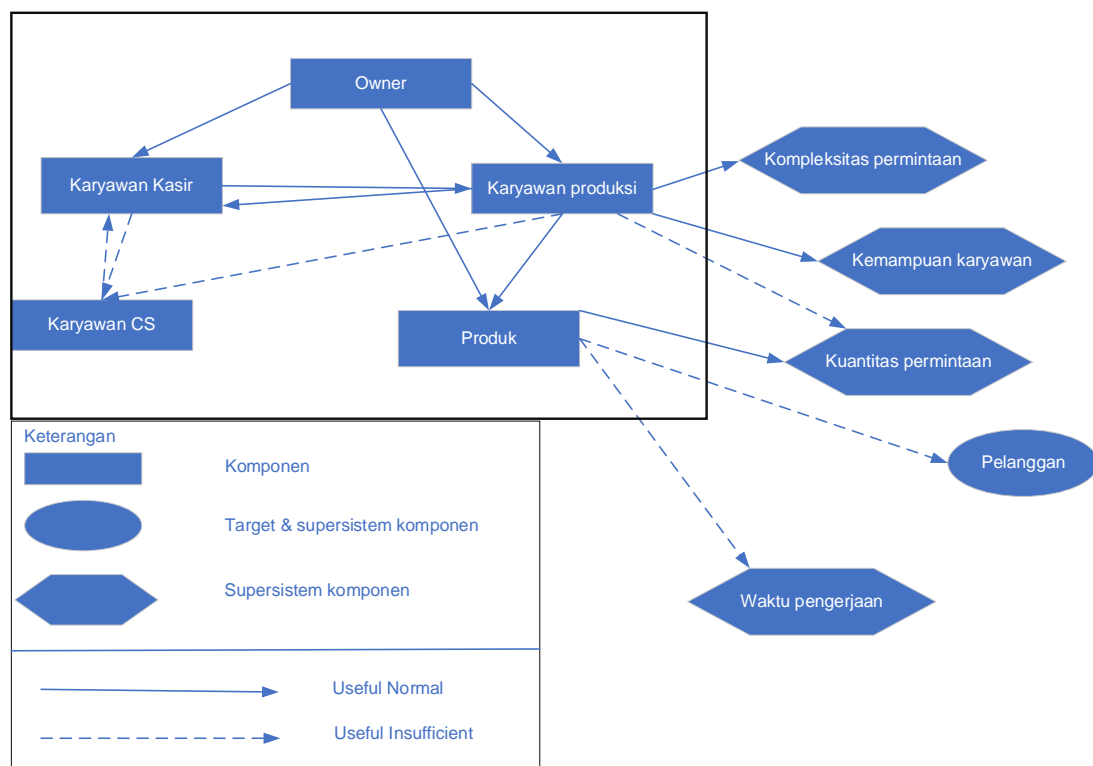 Owner
Karyawan Kasir
Karyawan produksi
Kompleksitas permintaan
Kemampuan karyawan
Karyawan CS
Produk
Kuantitas permintaan
Pelanggan
Waktu pengerjaan
Keterangan
Komponen
Target & supersistem komponen
Supersistem komponen
Useful Normal
Useful Insufficient